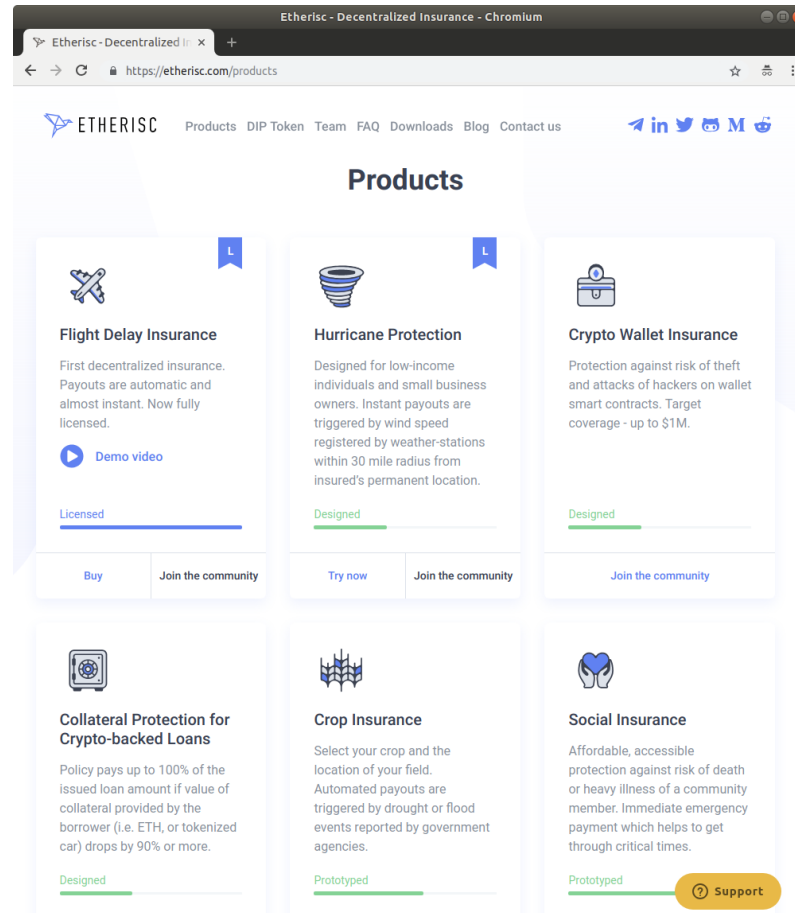 Etherisc - Decentralized Insurance - Chromium
Etherisc - Decentralized In
https://etherisc.com/products
ETHERISC
Products DIP Token Team FAQ Downloads Blog Contact us
Products
L
Flight Delay Insurance
First decentralized insurance.
Payouts are automatic and
almost instant. Now fully
licensed.
Demo video
Licensed
Buy
Join the community
L
Hurricane Protection
Designed for low-income
individuals and small business
owners. Instant payouts are
triggered by wind speed
registered by weather-stations
within 30 mile radius from
insured's permanent location.
Designed
Try now
Join the community
Crypto Wallet Insurance
Protection against risk of theft
and attacks of hackers on wallet
smart contracts. Target
coverage - up to $1M.
Designed
Join the community
Collateral Protection for
Crypto-backed Loans
Policy pays up to 100% of the
issued loan amount if value of
collateral provided by the
borrower (i.e. ETH, or tokenized
car) drops by 90% or more.
Designed
Crop Insurance
Select your crop and the
location of your field.
Automated payouts are
triggered by drought or flood
events reported by government
agencies.
Prototyped
Social Insurance
Affordable, accessible
protection against risk of death
or heavy illness of a community
member. Immediate emergency
payment which helps to get
through critical times.
Prototyped
Support